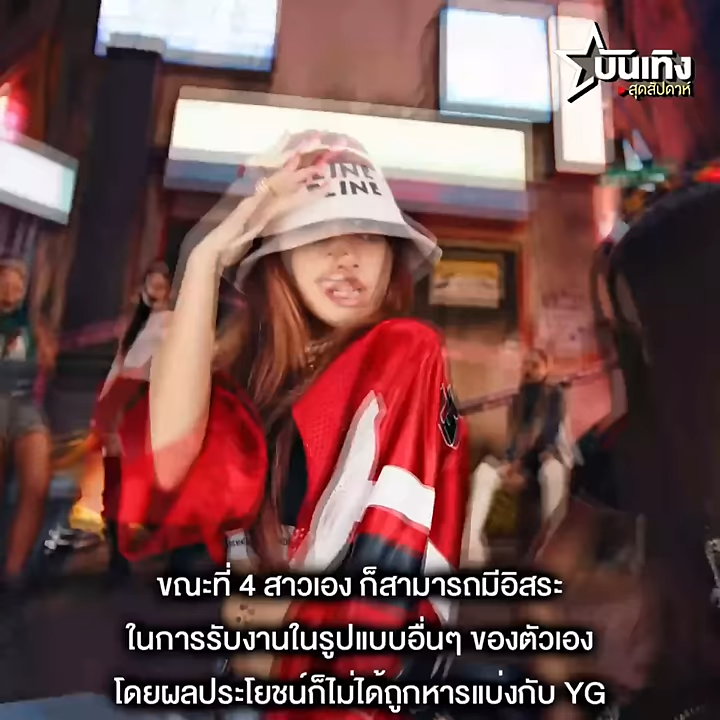 บันเทิง
สุดสัปดาห์
ขณะที่ 4 สาวเอง ก็สามารถมีอิสระ
ในการรับงานในรูปแบบอื่นๆ ของตัวเอง
โดยผลประโยชน์ก็ไม่ได้ถูกหารแบ่งกับ YG